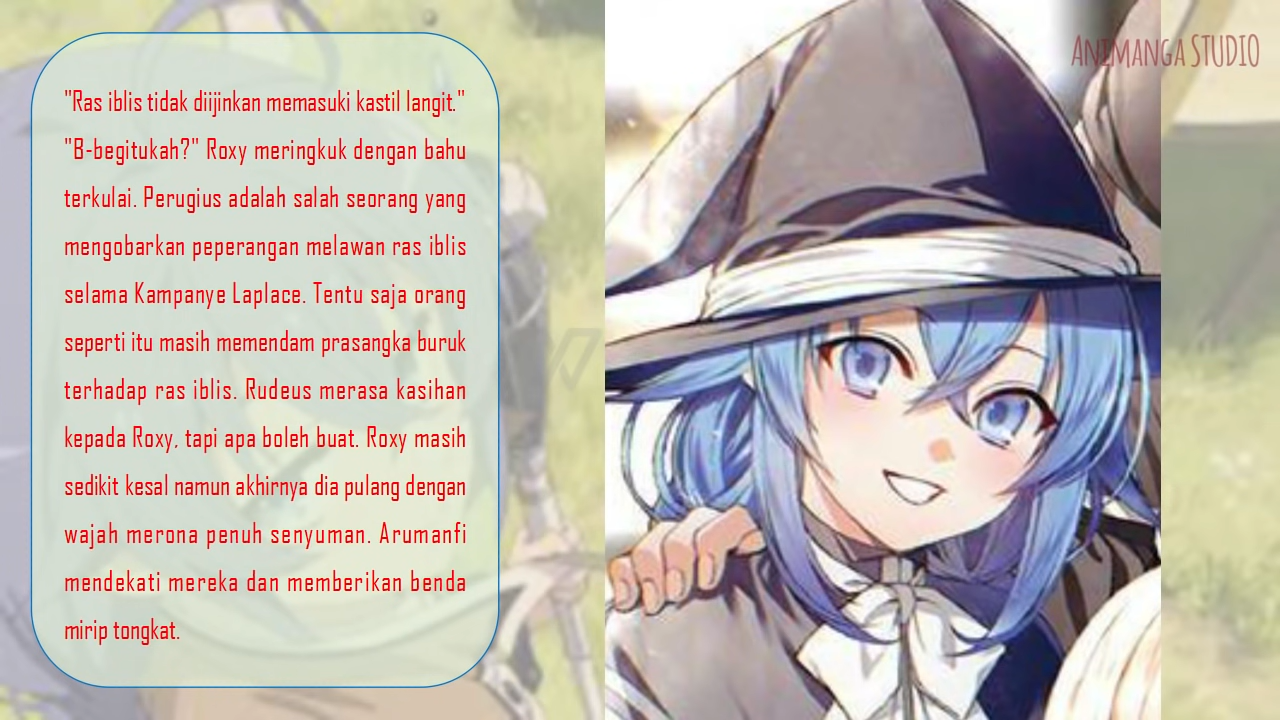 "Ras iblis tidak diijinkan memasuki kastil langit."
"B-begitukah?" Roxy meringkuk dengan bahu
terkulai. Perugius adalah salah seorang yang
mengobarkan peperangan melawan ras iblis
selama Kampanye Laplace. Tentu saja orang
seperti itu masih memendam prasangka buruk
terhadap ras iblis. Rudeus merasa kasihan
kepada Roxy, tapi apa boleh buat. Roxy masih
sedikit kesal namun akhirnya dia pulang dengan
wajah merona penuh senyuman. Arumanfi
mendekati mereka dan memberikan benda
mirip tongkat.
ANIMANGA STUDIO